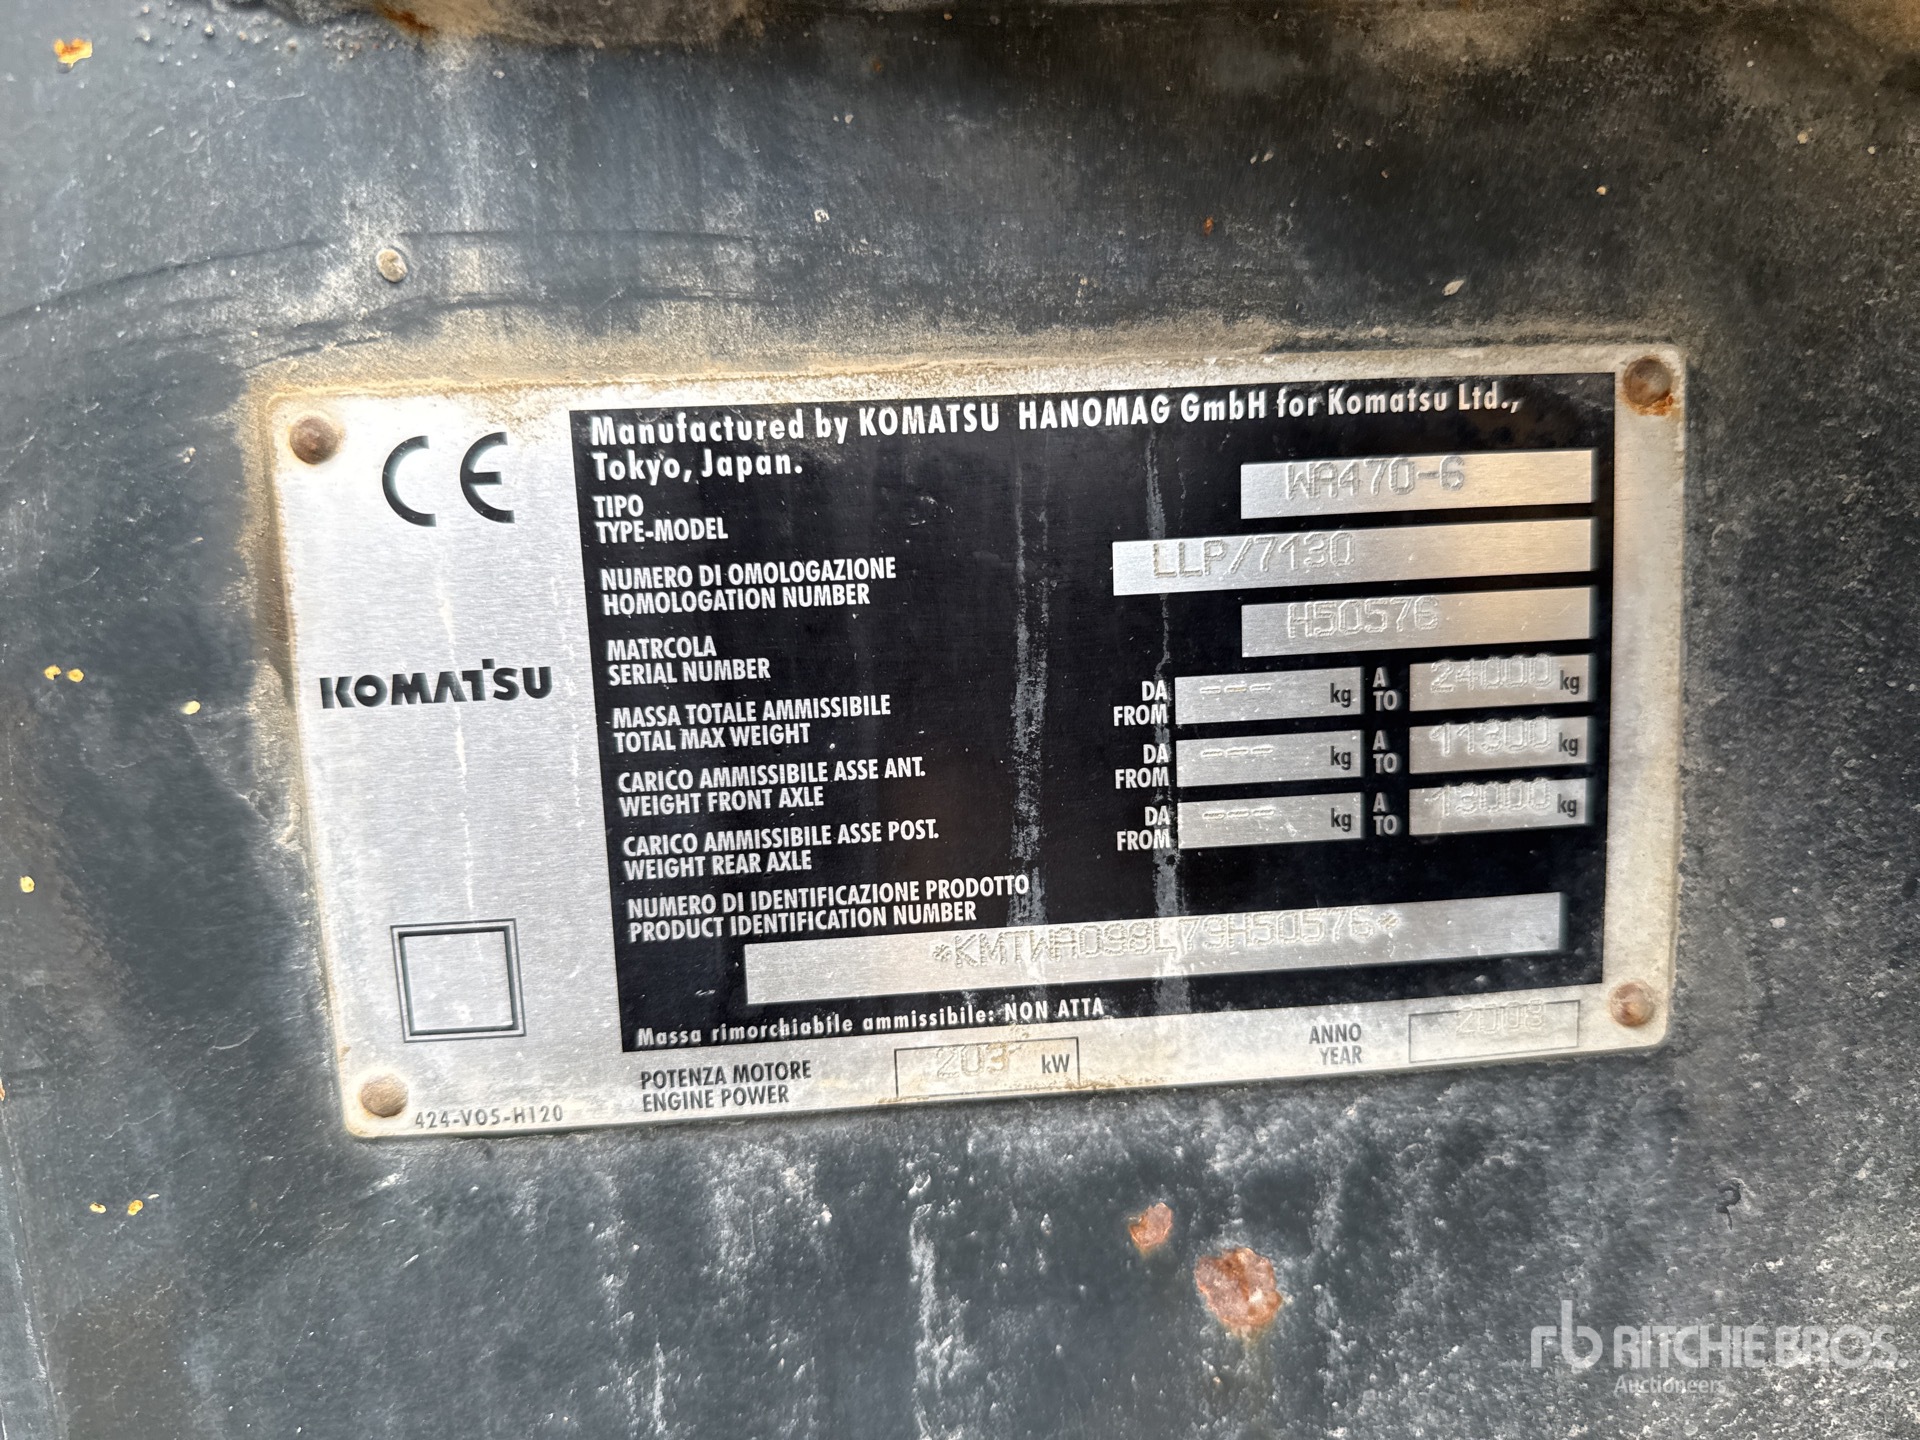 Manufactured by KOMATSU HANOMAG GmbH for Komatsu Ltd.,
Tokyo, Japan.
CE
KOMATSU
TIPO
TYPE-MODEL
WA470-6
NUMERO DI OMOLOGAZIONE
HOMOLOGATION NUMBER
LLP/7130
MATRCOLA
SERIAL NUMBER
H50576
MASSA TOTALE AMMISSIBILE
TOTAL MAX WEIGHT
DA FROM --- kg A TO 24000 kg
CARICO AMMISSIBILE ASSE ANT.
WEIGHT FRONT AXLE
DA FROM --- kg A TO 11300 kg
CARICO AMMISSIBILE ASSE POST.
WEIGHT REAR AXLE
DA FROM --- kg A TO kg
NUMERO DI IDENTIFICAZIONE PRODOTTO
PRODUCT IDENTIFICATION NUMBER
*KMTWA098L79H50576*
Massa rimorchiabile ammissibile: NON ATTA
POTENZA MOTORE
ENGINE POWER
203 kW
ANNO
YEAR
2008
424-VOS-H120
rb RITCHIE BROS.
Auctioneers